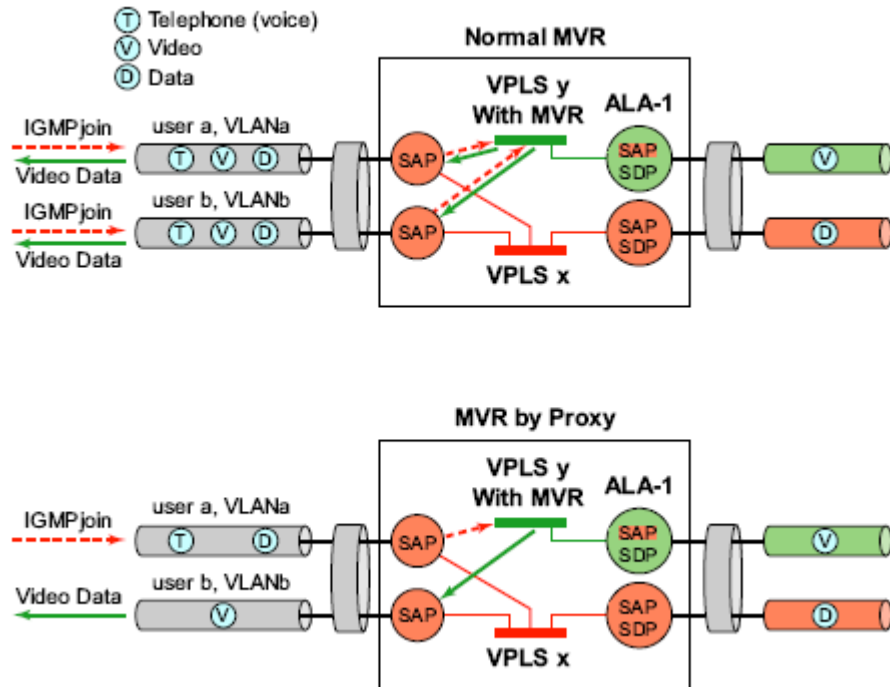 T Telephone (voice)
V Video
D Data
Normal MVR
VPLS y
With MVR
ALA-1
IGMPjoin
user a, VLANa
T V D
SAP
SAP
SDP
V
Video Data
IGMPjoin
user b, VLANb
T V D
SAP
SAP
SDP
D
Video Data
VPLS x
MVR by Proxy
VPLS y
With MVR
ALA-1
IGMPjoin
user a, VLANa
T D
SAP
SAP
SDP
V
Video Data
user b, VLANb
V
SAP
SAP
SDP
D
VPLS x